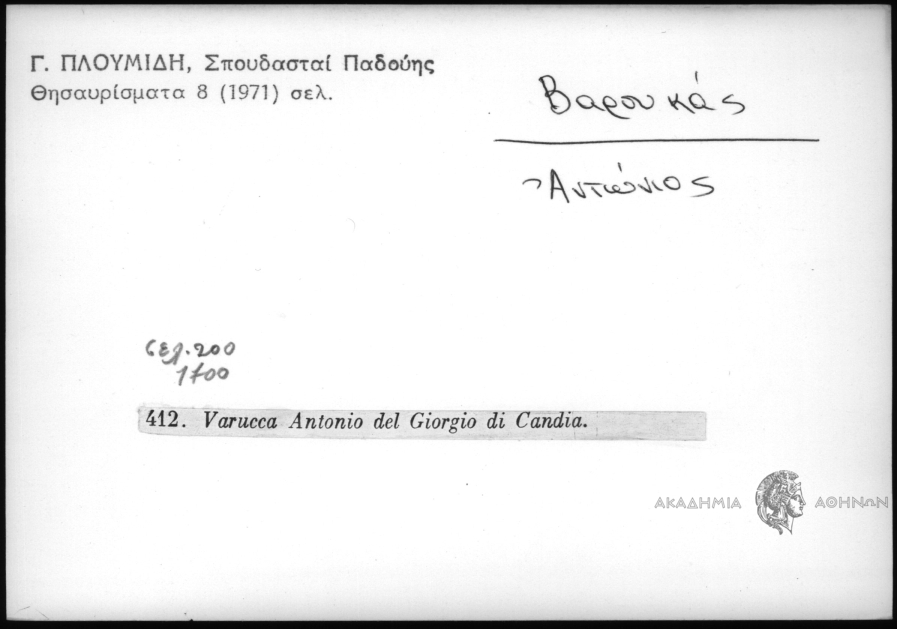 Γ. ΠΛΟΥΜΙΔΗ, Σπουδασταί Παδούης
Θησαυρίσματα 8 (1971) σελ.
Βαρουκάς
Αντώνιος
σελ. 200
1700
412. Varucca Antonio del Giorgio di Candia.
ΑΚΑΔΗΜΙΑ ΑΘΗΝΩΝ